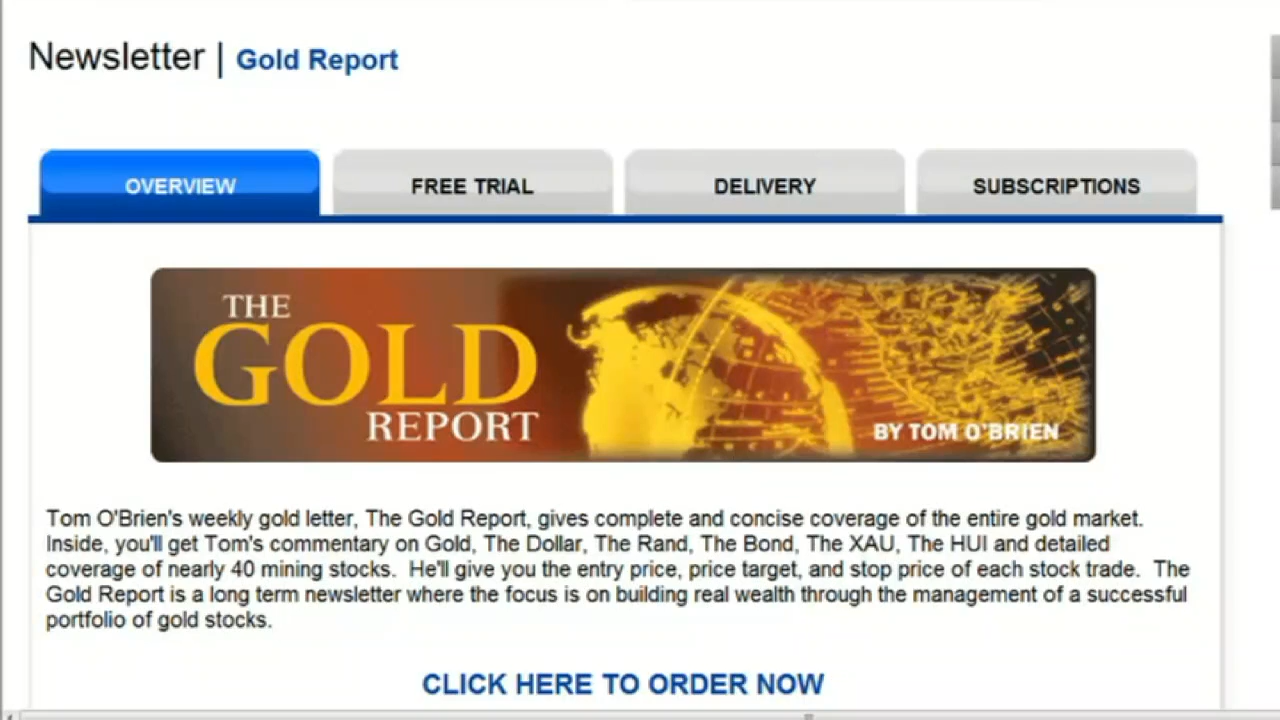 Newsletter | Gold Report
OVERVIEW
FREE TRIAL
DELIVERY
SUBSCRIPTIONS
THE
GOLD
REPORT
BY TOM O'BRIEN
Tom O'Brien's weekly gold letter, The Gold Report, gives complete and concise coverage of the entire gold market.
Inside, you'll get Tom's commentary on Gold, The Dollar, The Rand, The Bond, The XAU, The HUI and detailed
coverage of nearly 40 mining stocks.  He'll give you the entry price, price target, and stop price of each stock trade.  The
Gold Report is a long term newsletter where the focus is on building real wealth through the management of a successful
portfolio of gold stocks.
CLICK HERE TO ORDER NOW